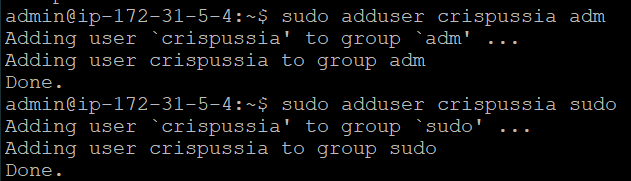 admin@ip-172-31-5-4:~$ sudo adduser crispussia adm
Adding user `crispussia' to group `adm' ...
Adding user crispussia to group adm
Done.
admin@ip-172-31-5-4:~$ sudo adduser crispussia sudo
Adding user `crispussia' to group `sudo' ...
Adding user crispussia to group sudo
Done.